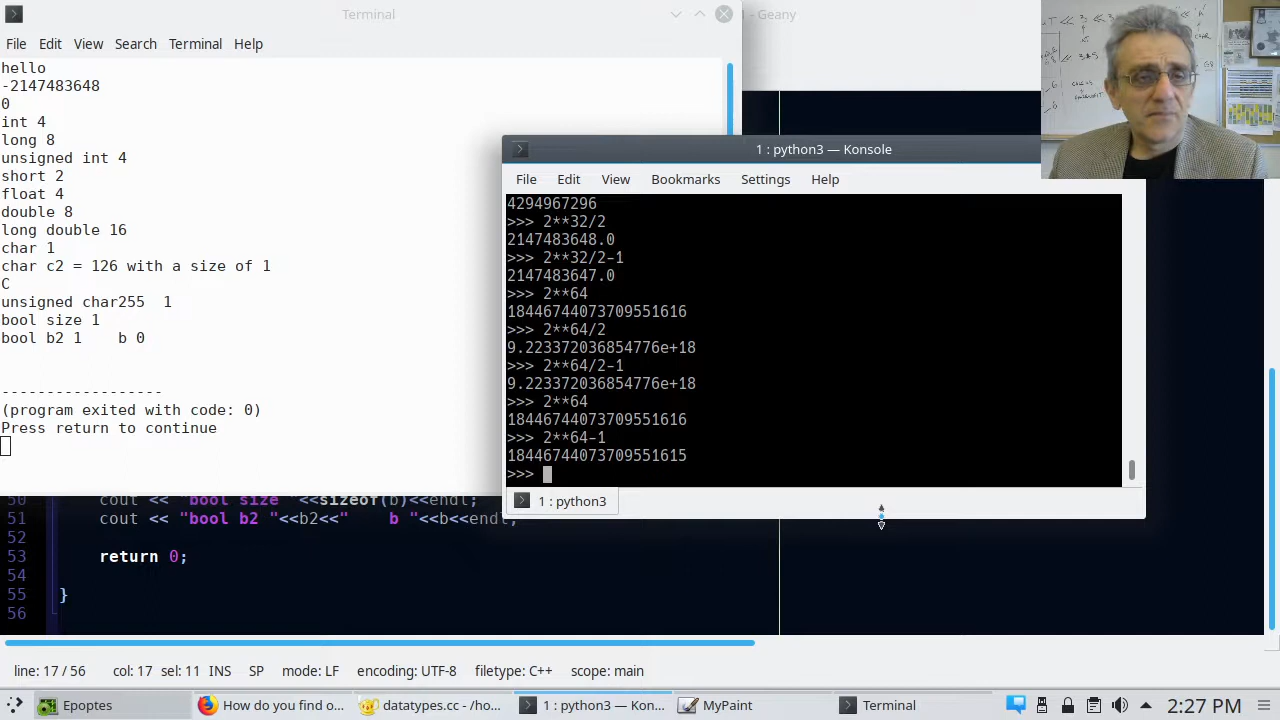 Terminal
- Geany
File Edit View Search Terminal Help
hello
-2147483648
0
int 4
long 8
unsigned int 4
short 2
float 4
double 8
long double 16
char 1
char c2 = 126 with a size of 1
C
unsigned char255  1
bool size 1
bool b2 1    b 0
------------------
(program exited with code: 0)
Press return to continue
1 : python3 — Konsole
File Edit View Bookmarks Settings Help
4294967296
>>> 2**32/2
2147483648.0
>>> 2**32/2-1
2147483647.0
>>> 2**64
18446744073709551616
>>> 2**64/2
9.223372036854776e+18
>>> 2**64/2-1
9.223372036854776e+18
>>> 2**64
18446744073709551616
>>> 2**64-1
18446744073709551615
>>>
1 : python3
50 cout << "bool size "<<sizeof(b)<<endl;
51 cout << "bool b2 "<<b2<<"    b "<<b<<endl;
52
53 return 0;
54
55 }
56
line: 17 / 56 col: 17 sel: 11 INS SP mode: LF encoding: UTF-8 filetype: C++ scope: main
Epoptes How do you find o... datatypes.cc - /ho... 1 : python3 — Kon... MyPaint Terminal 2:27 PM